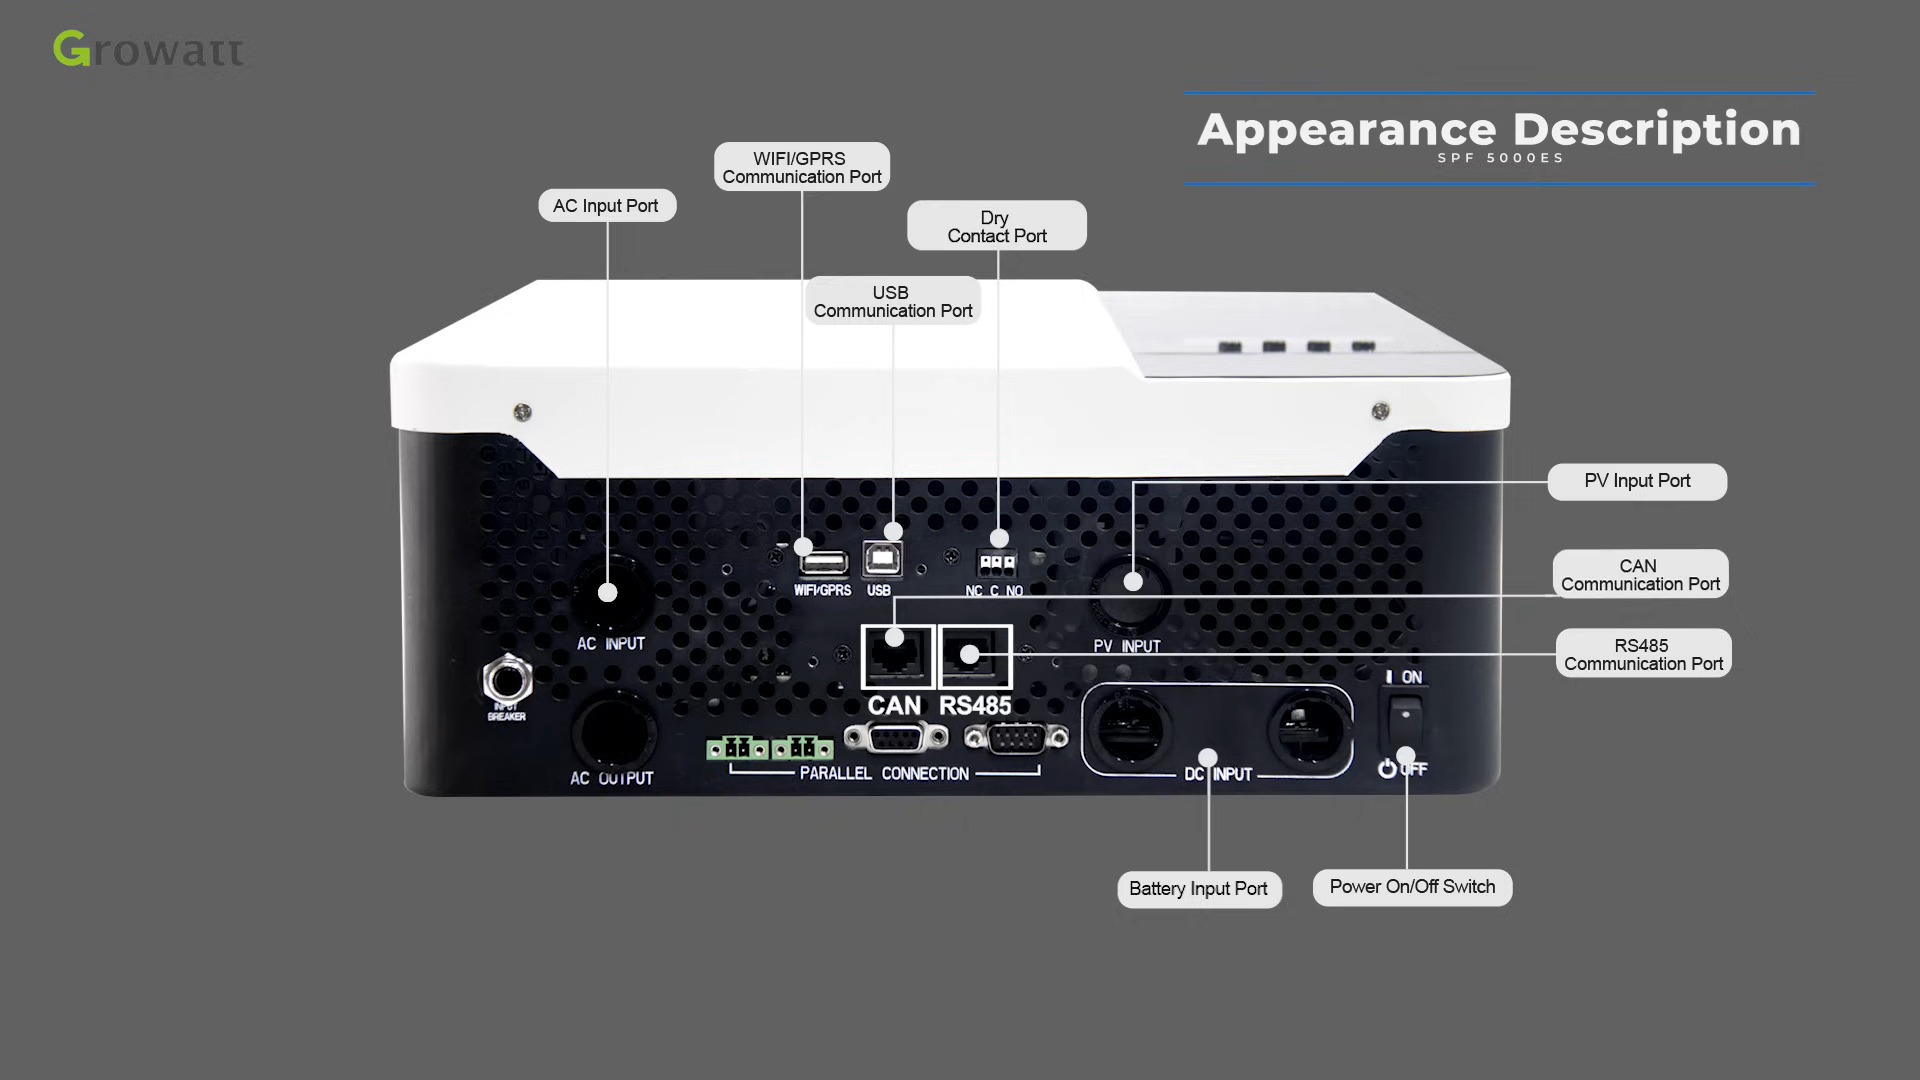 Growatt
Appearance Description
SPF 5000ES
WIFI/GPRS
Communication Port
AC Input Port
Dry
Contact Port
USB
Communication Port
PV Input Port
CAN
Communication Port
RS485
Communication Port
WIFI/GPRS
USB
NC C NO
AC INPUT
PV INPUT
INPUT
BREAKER
CAN
RS485
ON
AC OUTPUT
PARALLEL CONNECTION
DC INPUT
OFF
Battery Input Port
Power On/Off Switch